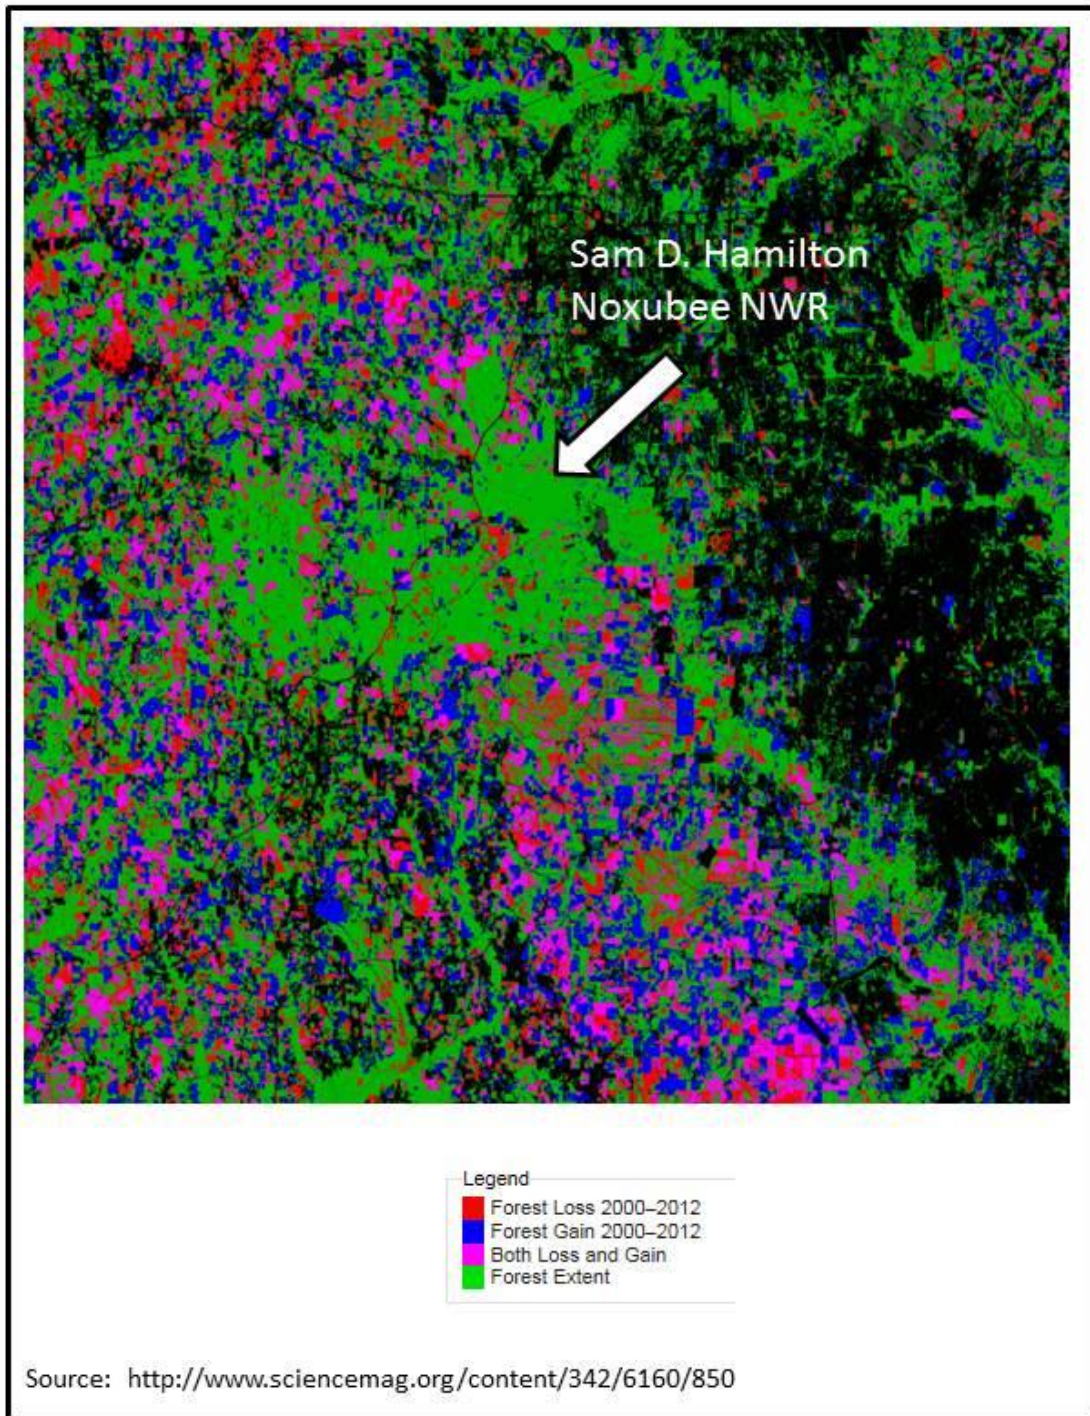 Sam D. Hamilton
Noxubee NWR
Legend
Forest Loss 2000–2012
Forest Gain 2000–2012
Both Loss and Gain
Forest Extent
Source: http://www.sciencemag.org/content/342/6160/850